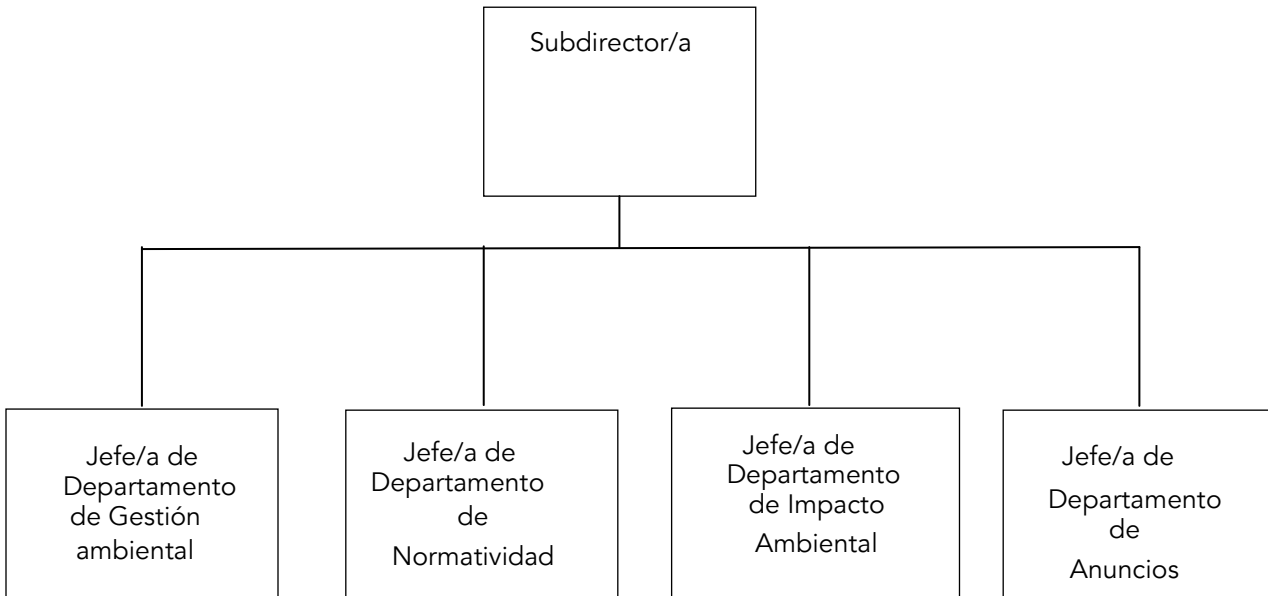 Subdirector/a
Jefe/a de
Departamento
de Gestión
ambiental
Jefe/a de
Departamento
de
Normatividad
Jefe/a de
Departamento
de Impacto
Ambiental
Jefe/a de
Departamento
de
Anuncios